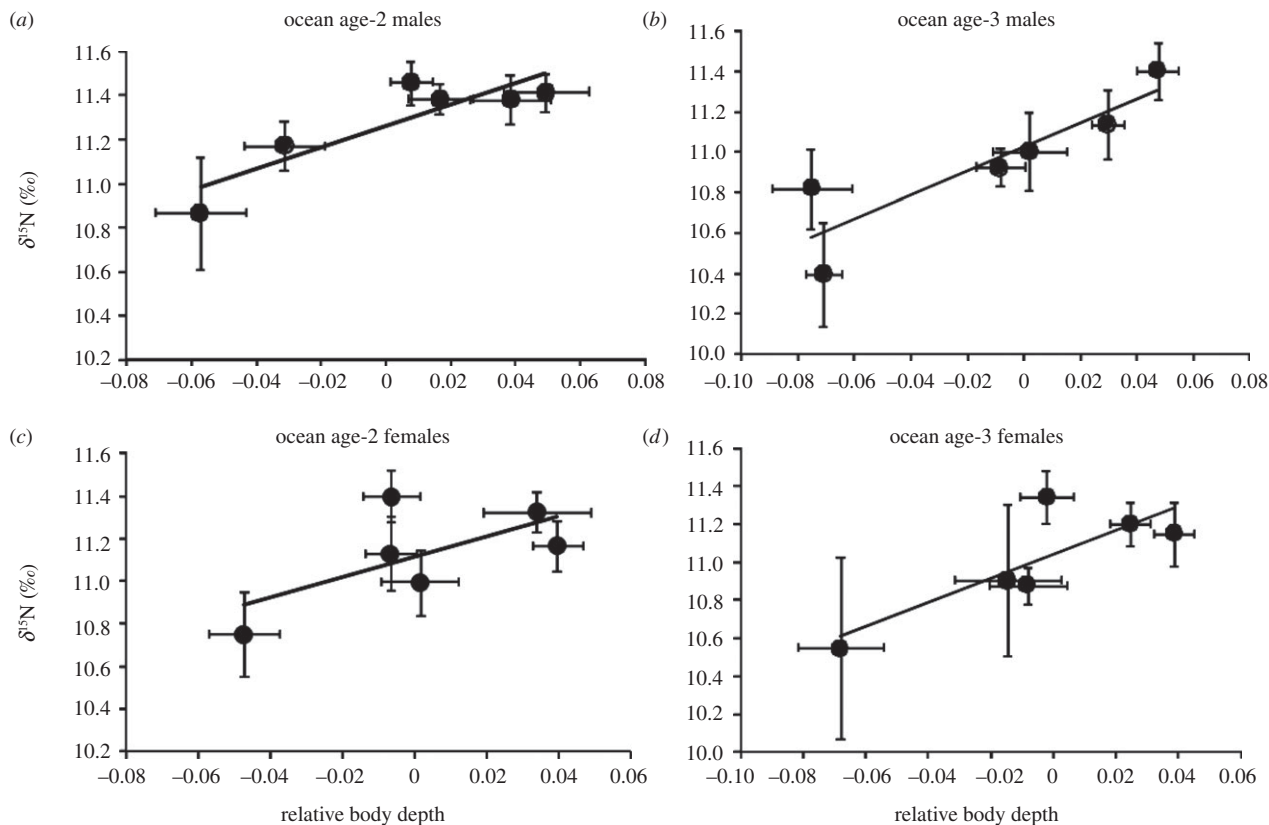 (a) ocean age-2 males
11.6
11.4
11.2
11.0
10.8
10.6
10.4
10.2
δ¹⁵N (‰)
–0.08 –0.06 –0.04 –0.02 0 0.02 0.04 0.06 0.08
(b) ocean age-3 males
11.6
11.4
11.2
11.0
10.8
10.6
10.4
10.2
10.0
–0.10 –0.08 –0.06 –0.04 –0.02 0 0.02 0.04 0.06 0.08
(c) ocean age-2 females
11.6
11.4
11.2
11.0
10.8
10.6
10.4
10.2
δ¹⁵N (‰)
–0.08 –0.06 –0.04 –0.02 0 0.02 0.04 0.06
relative body depth
(d) ocean age-3 females
11.6
11.4
11.2
11.0
10.8
10.6
10.4
10.2
10.0
–0.10 –0.08 –0.06 –0.04 –0.02 0 0.02 0.04 0.06
relative body depth